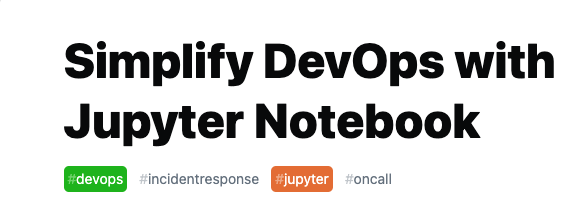 Simplify DevOps with
Jupyter Notebook
#devops #incidentresponse #jupyter #oncall